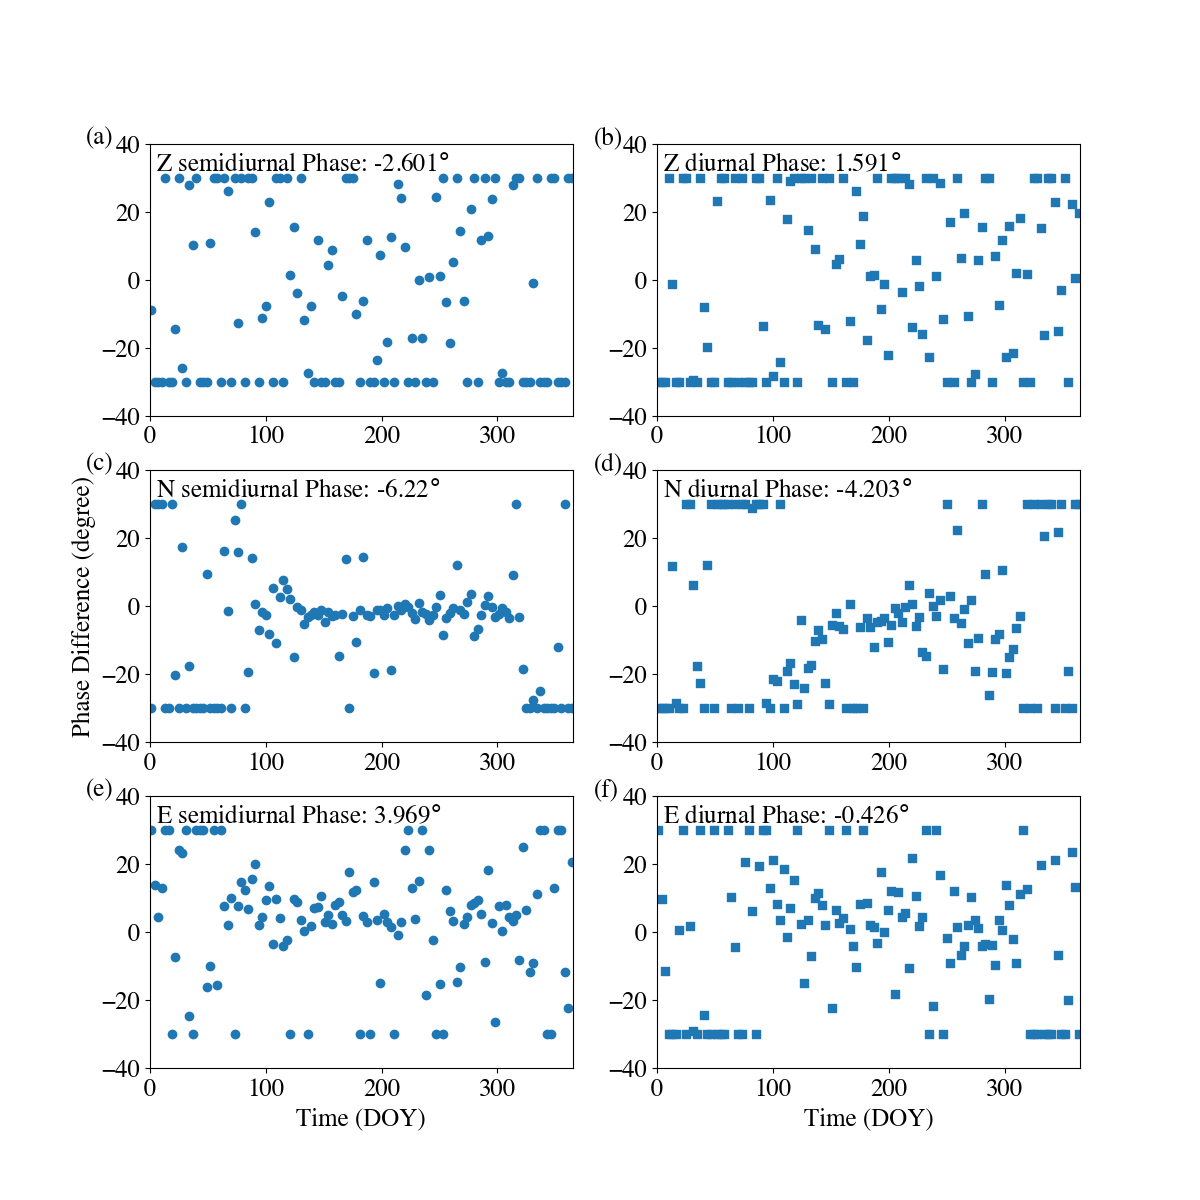 (a)
Z semidiurnal Phase: -2.601°
40
20
0
−20
−40
0 100 200 300
(b)
Z diurnal Phase: 1.591°
40
20
0
−20
−40
0 100 200 300
(c)
N semidiurnal Phase: -6.22°
40
20
0
−20
−40
0 100 200 300
Phase Difference (degree)
(d)
N diurnal Phase: -4.203°
40
20
0
−20
−40
0 100 200 300
(e)
E semidiurnal Phase: 3.969°
40
20
0
−20
−40
0 100 200 300
Time (DOY)
(f)
E diurnal Phase: -0.426°
40
20
0
−20
−40
0 100 200 300
Time (DOY)